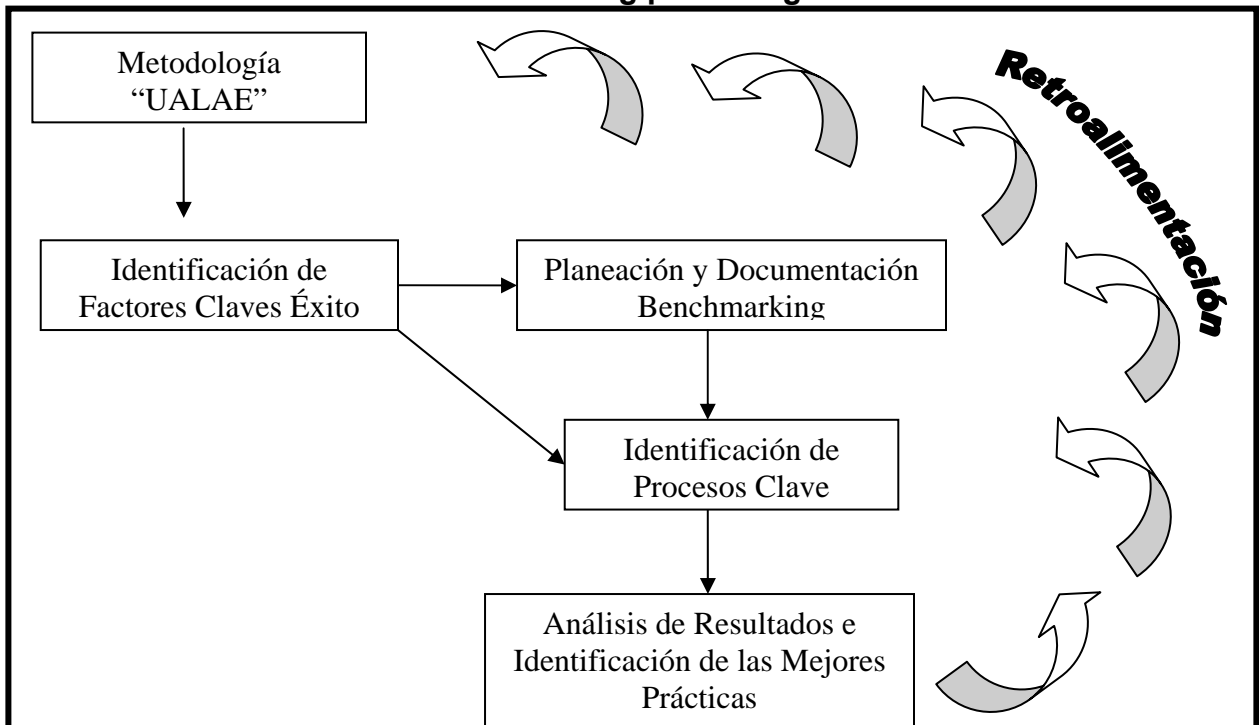 Metodología
“UALAE”
Retroalimentación
Identificación de
Factores Claves Éxito
Planeación y Documentación
Benchmarking
Identificación de
Procesos Clave
Análisis de Resultados e
Identificación de las Mejores
Prácticas